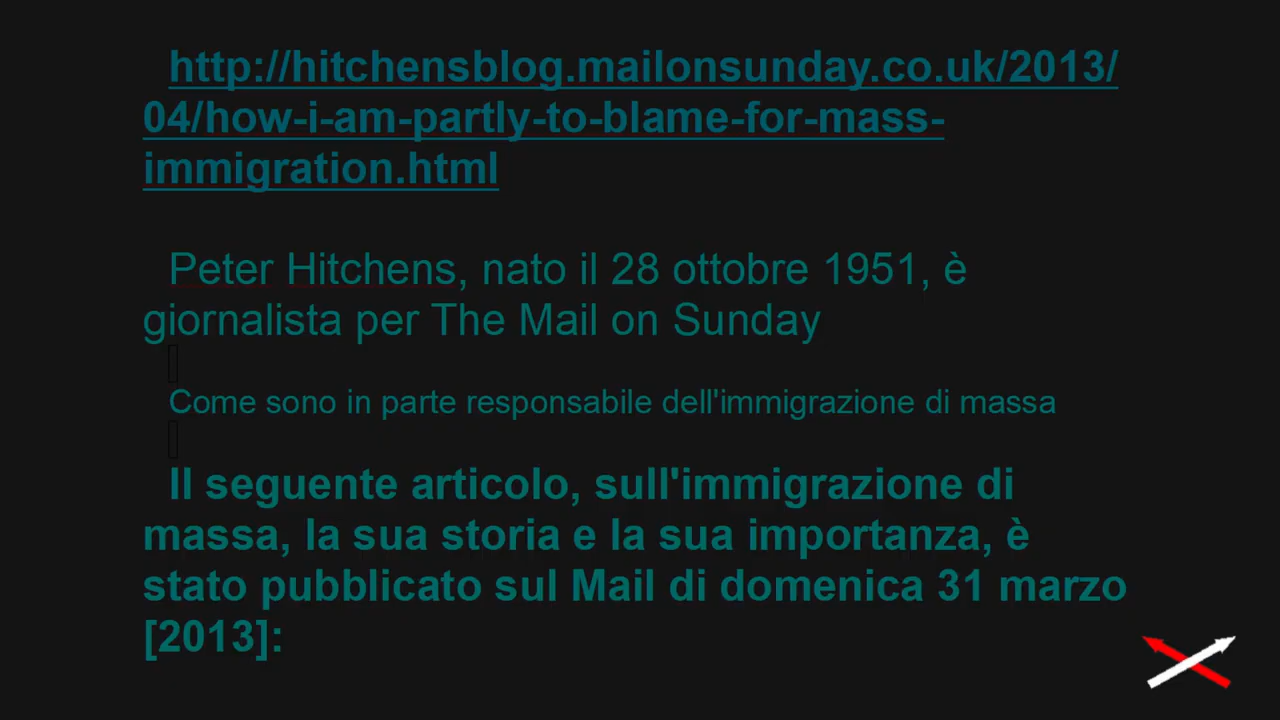 http://hitchensblog.mailonsunday.co.uk/2013/
04/how-i-am-partly-to-blame-for-mass-
immigration.html
Peter Hitchens, nato il 28 ottobre 1951, è
giornalista per The Mail on Sunday
Come sono in parte responsabile dell'immigrazione di massa
Il seguente articolo, sull'immigrazione di
massa, la sua storia e la sua importanza, è
stato pubblicato sul Mail di domenica 31 marzo
[2013]: